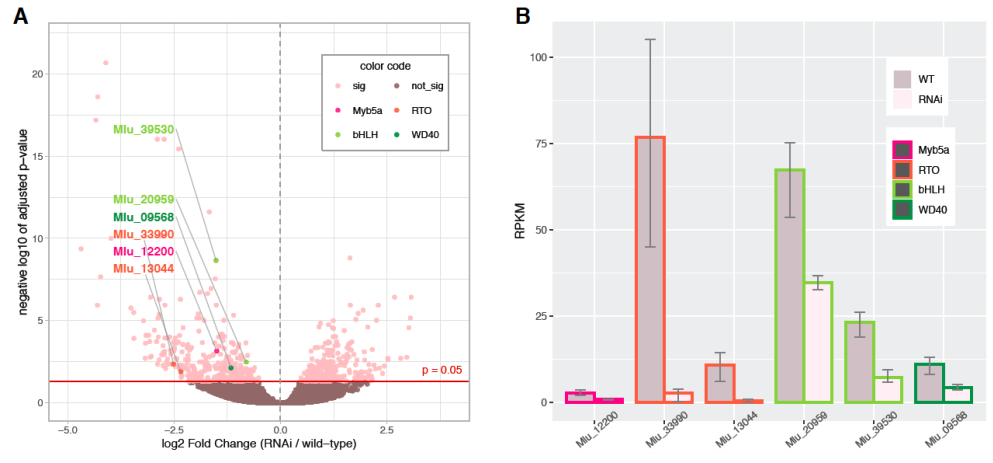 A
negative log10 of adjusted p-value
20
15
10
5
0
-5.0
-2.5
0.0
2.5
log2 Fold Change (RNAi / wild-type)
color code
sig
not_sig
Myb5a
RTO
bHLH
WD40
Mlu_39530
Mlu_20959
Mlu_09568
Mlu_33990
Mlu_12200
Mlu_13044
p = 0.05
B
RPKM
100
75
50
25
0
WT
RNAi
Myb5a
RTO
bHLH
WD40
Mlu_12200
Mlu_33990
Mlu_13044
Mlu_20959
Mlu_39530
Mlu_09568